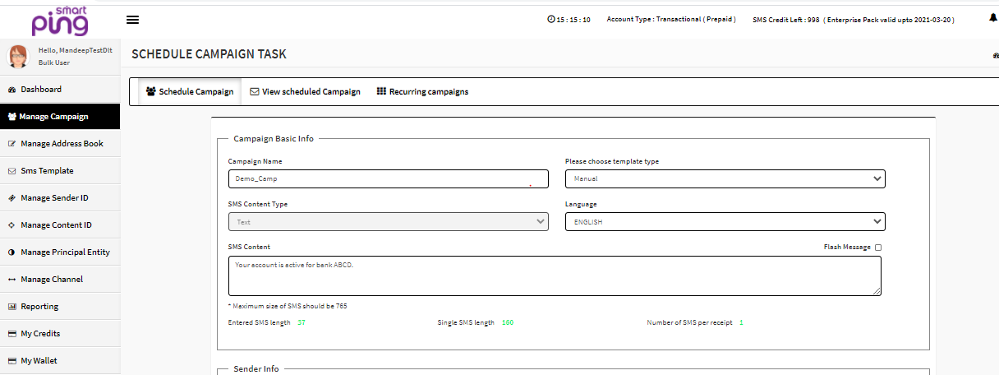 smart
ping
15 : 15 : 10 Account Type : Transactional ( Prepaid ) SMS Credit Left : 998 ( Enterprise Pack valid upto 2021-03-20 )
Hello, MandeepTestDlt
Bulk User
SCHEDULE CAMPAIGN TASK
Dashboard
Schedule Campaign View scheduled Campaign Recurring campaigns
Manage Campaign
Manage Address Book
Sms Template
Manage Sender ID
Manage Content ID
Manage Principal Entity
Manage Channel
Reporting
My Credits
My Wallet
Campaign Basic Info
Campaign Name Please choose template type
Demo_Camp Manual
SMS Content Type Language
Text ENGLISH
SMS Content Flash Message
Your account is active for bank ABCD.
* Maximum size of SMS should be 765
Entered SMS length 37 Single SMS length 160 Number of SMS per receipt 1
Sender Info